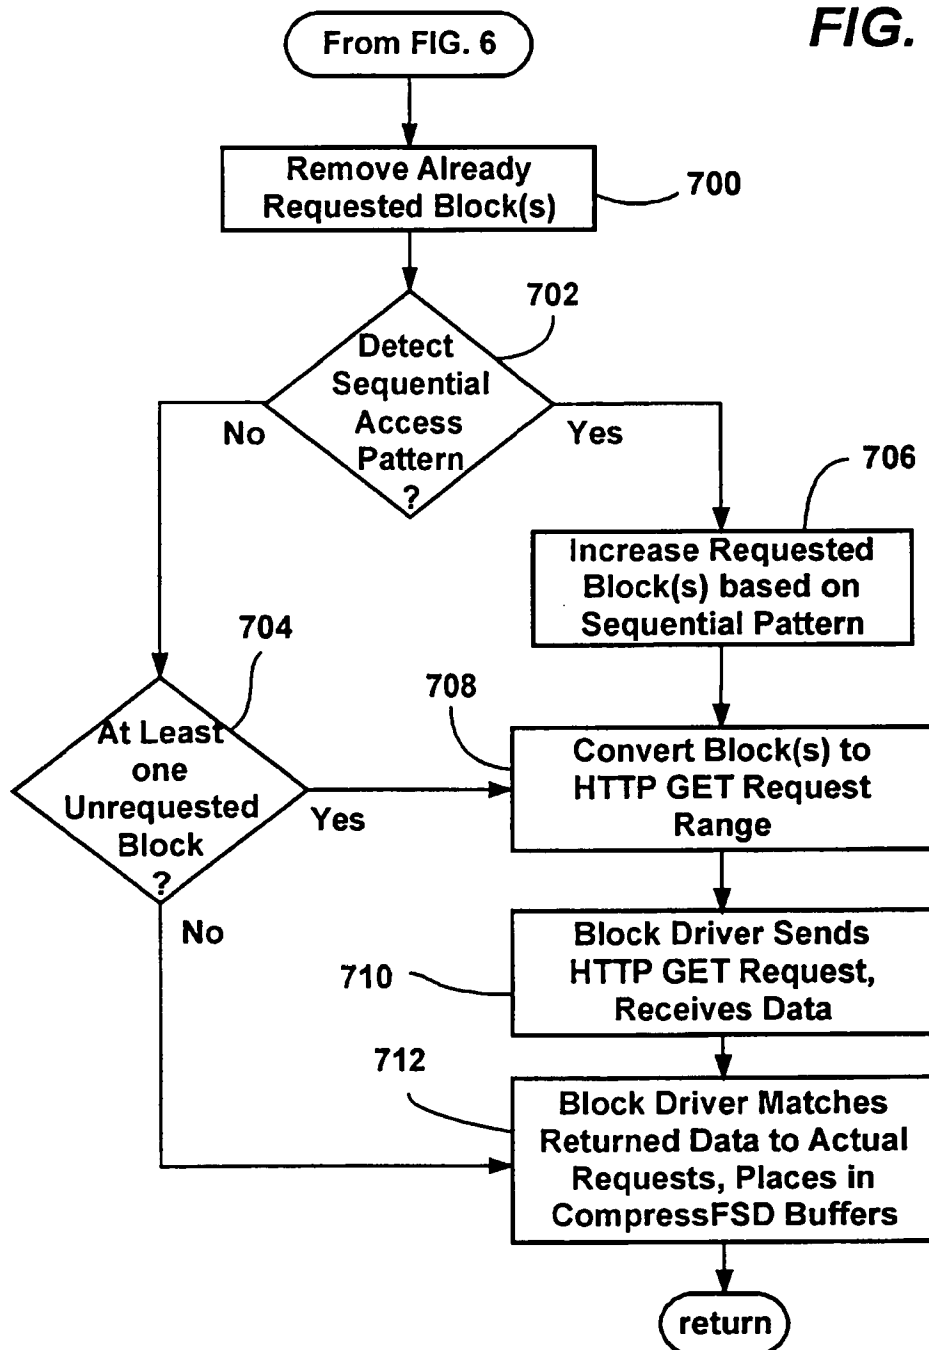 FIG.
From FIG. 6
Remove Already
Requested Block(s)
700
702
Detect
Sequential
Access
Pattern
?
No
Yes
706
Increase Requested
Block(s) based on
Sequential Pattern
704
At Least
one
Unrequested
Block
?
Yes
No
708
Convert Block(s) to
HTTP GET Request
Range
710
Block Driver Sends
HTTP GET Request,
Receives Data
712
Block Driver Matches
Returned Data to Actual
Requests, Places in
CompressFSD Buffers
return